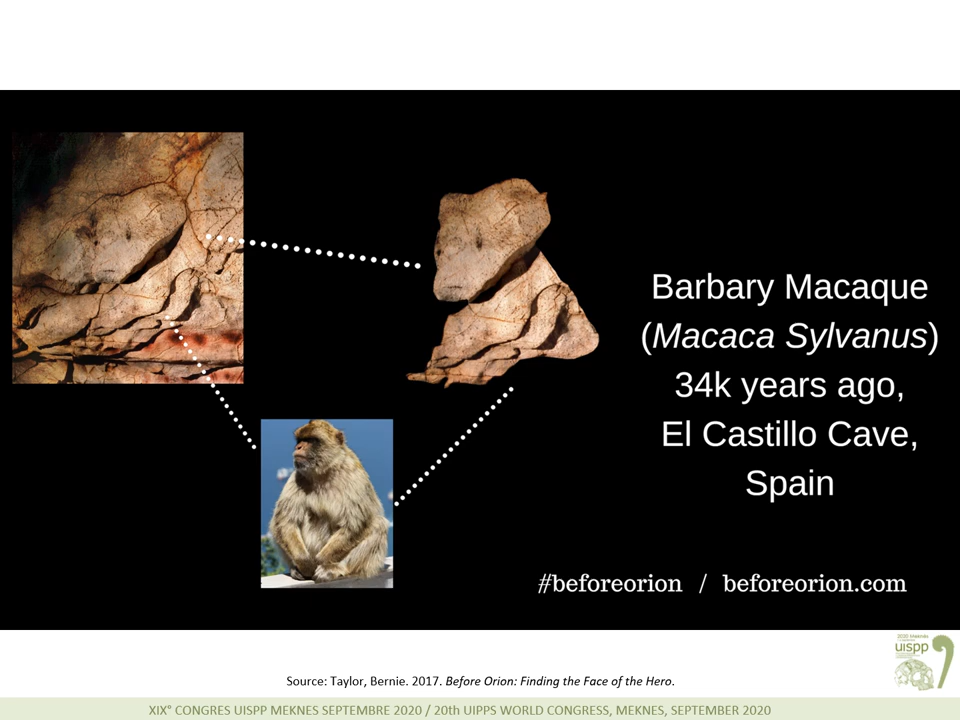 Barbary Macaque
(Macaca Sylvanus)
34k years ago,
El Castillo Cave,
Spain
#beforeorion / beforeorion.com
2020 Meknès
uispp
Source: Taylor, Bernie. 2017. Before Orion: Finding the Face of the Hero.
XIX° CONGRES UISPP MEKNES SEPTEMBRE 2020 / 20th UIPPS WORLD CONGRESS, MEKNES, SEPTEMBER 2020